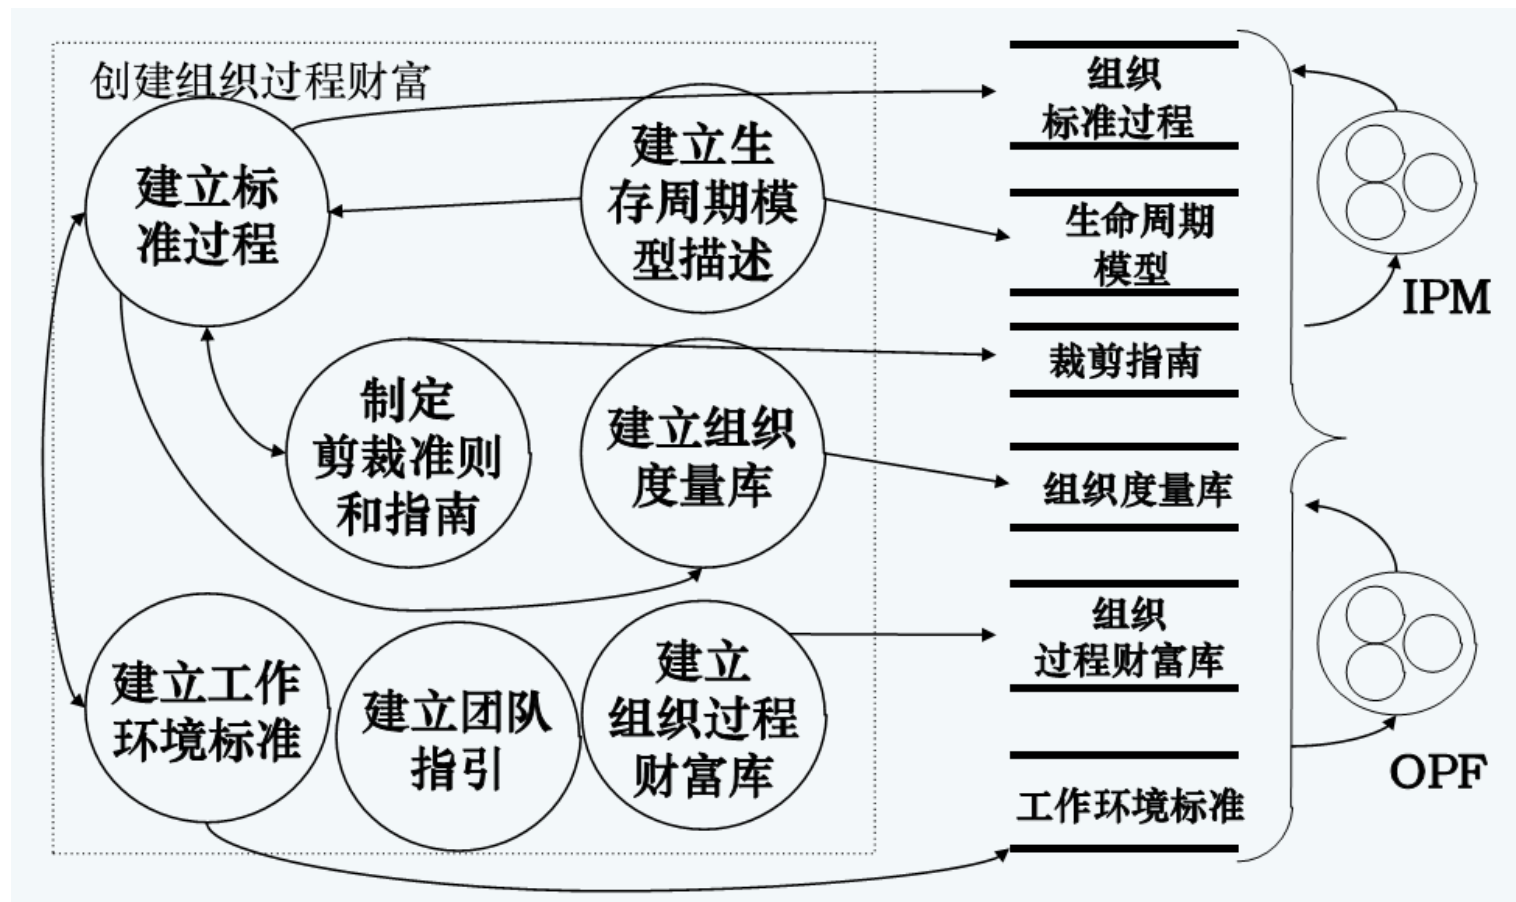 创建组织过程财富
建立标
准过程
建立生
存周期模
型描述
制定
剪裁准则
和指南
建立组织
度量库
建立工作
环境标准
建立团队
指引
建立
组织过程
财富库
组织
标准过程
生命周期
模型
裁剪指南
组织度量库
组织
过程财富库
工作环境标准
IPM
OPF